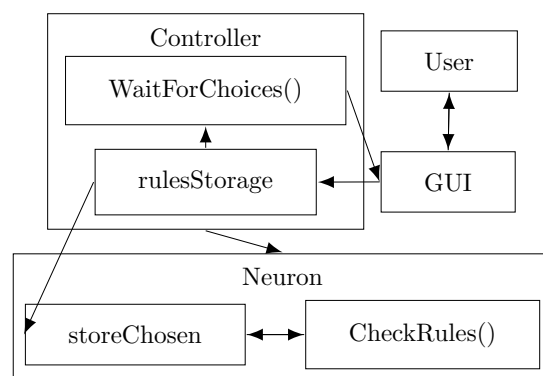 Controller
User
WaitForChoices()
rulesStorage
GUI
Neuron
storeChosen
CheckRules()